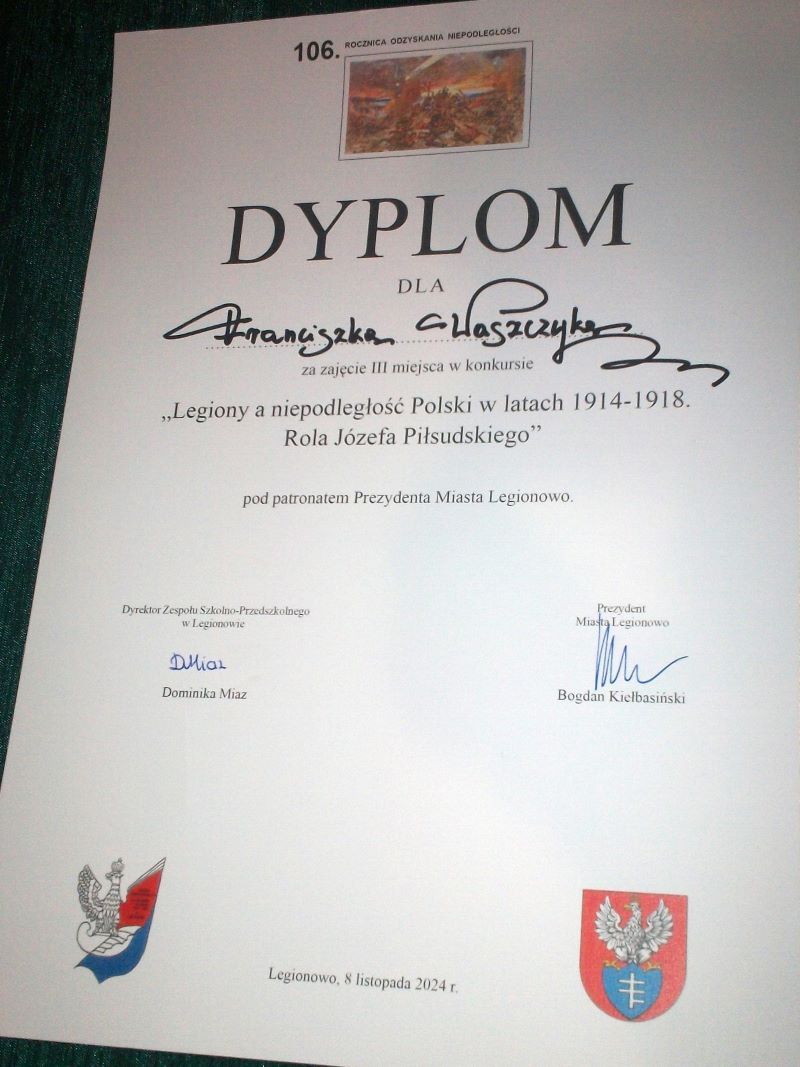 106. ROCZNICA ODZYSKANIA NIEPODLEGŁOŚCI
DYPLOM
DLA
Franciszka Właszczyka
za zajęcie III miejsca w konkursie
„Legiony a niepodległość Polski w latach 1914-1918.
Rola Józefa Piłsudskiego”
pod patronatem Prezydenta Miasta Legionowo.
Dyrektor Zespołu Szkolno-Przedszkolnego
w Legionowie
DMiaz
Dominika Miaz
Prezydent
Miasta Legionowo
Bogdan Kiełbasiński
Legionowo, 8 listopada 2024 r.